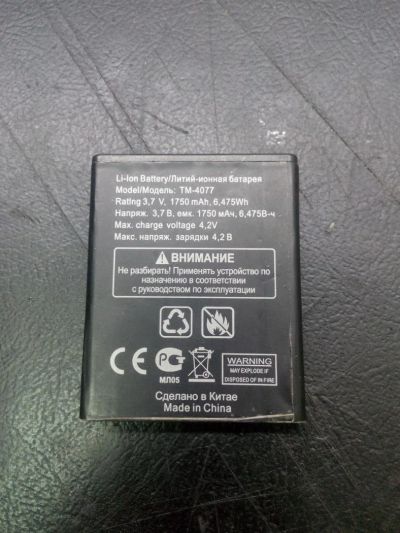 Li-Ion Battery/Литий-ионная батарея
Model/Модель: TM-4077
Rating 3,7 V, 1750 mAh, 6,475Wh
Напряж. 3,7 В, емк. 1750 мАч, 6,475В-ч
Max. charge voltage 4,2V
Макс. напряж. зарядки 4,2 В
ВНИМАНИЕ
Не разбирать! Применять устройство по
назначению в соответствии
с руководством по эксплуатации
CE PG
МЛ05
WARNING
MAY EXPLODE IF
DISPOSED OF IN FIRE
Сделано в Китае
Made in China